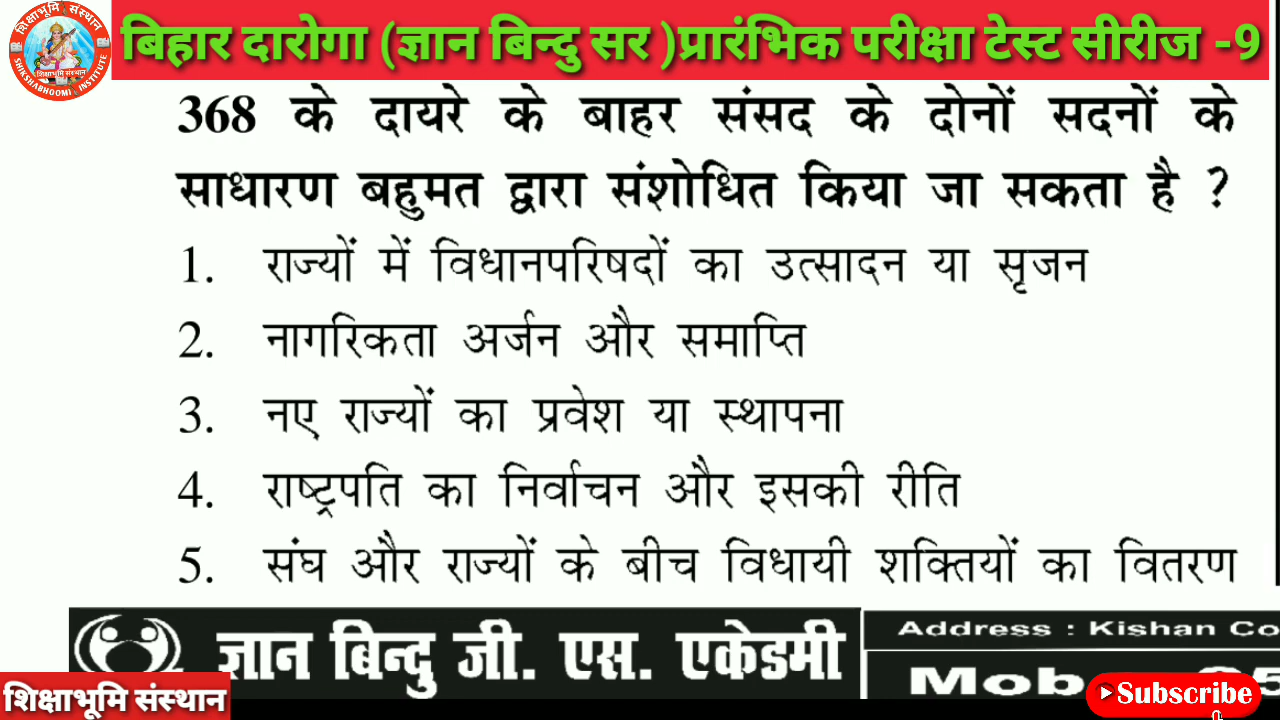 शिक्षाभूमि संस्थान
SHIKSHABHOOMI INSTITUTE
बिहार दारोगा (ज्ञान बिन्दु सर )प्रारंभिक परीक्षा टेस्ट सीरीज -9
368 के दायरे के बाहर संसद के दोनों सदनों के
साधारण बहुमत द्वारा संशोधित किया जा सकता है ?
1. राज्यों में विधानपरिषदों का उत्सादन या सृजन
2. नागरिकता अर्जन और समाप्ति
3. नए राज्यों का प्रवेश या स्थापना
4. राष्ट्रपति का निर्वाचन और इसकी रीति
5. संघ और राज्यों के बीच विधायी शक्तियों का वितरण
ज्ञान बिन्दु जी. एस. एकेडमी
Address : Kishan Co
शिक्षाभूमि संस्थान
Subscribe